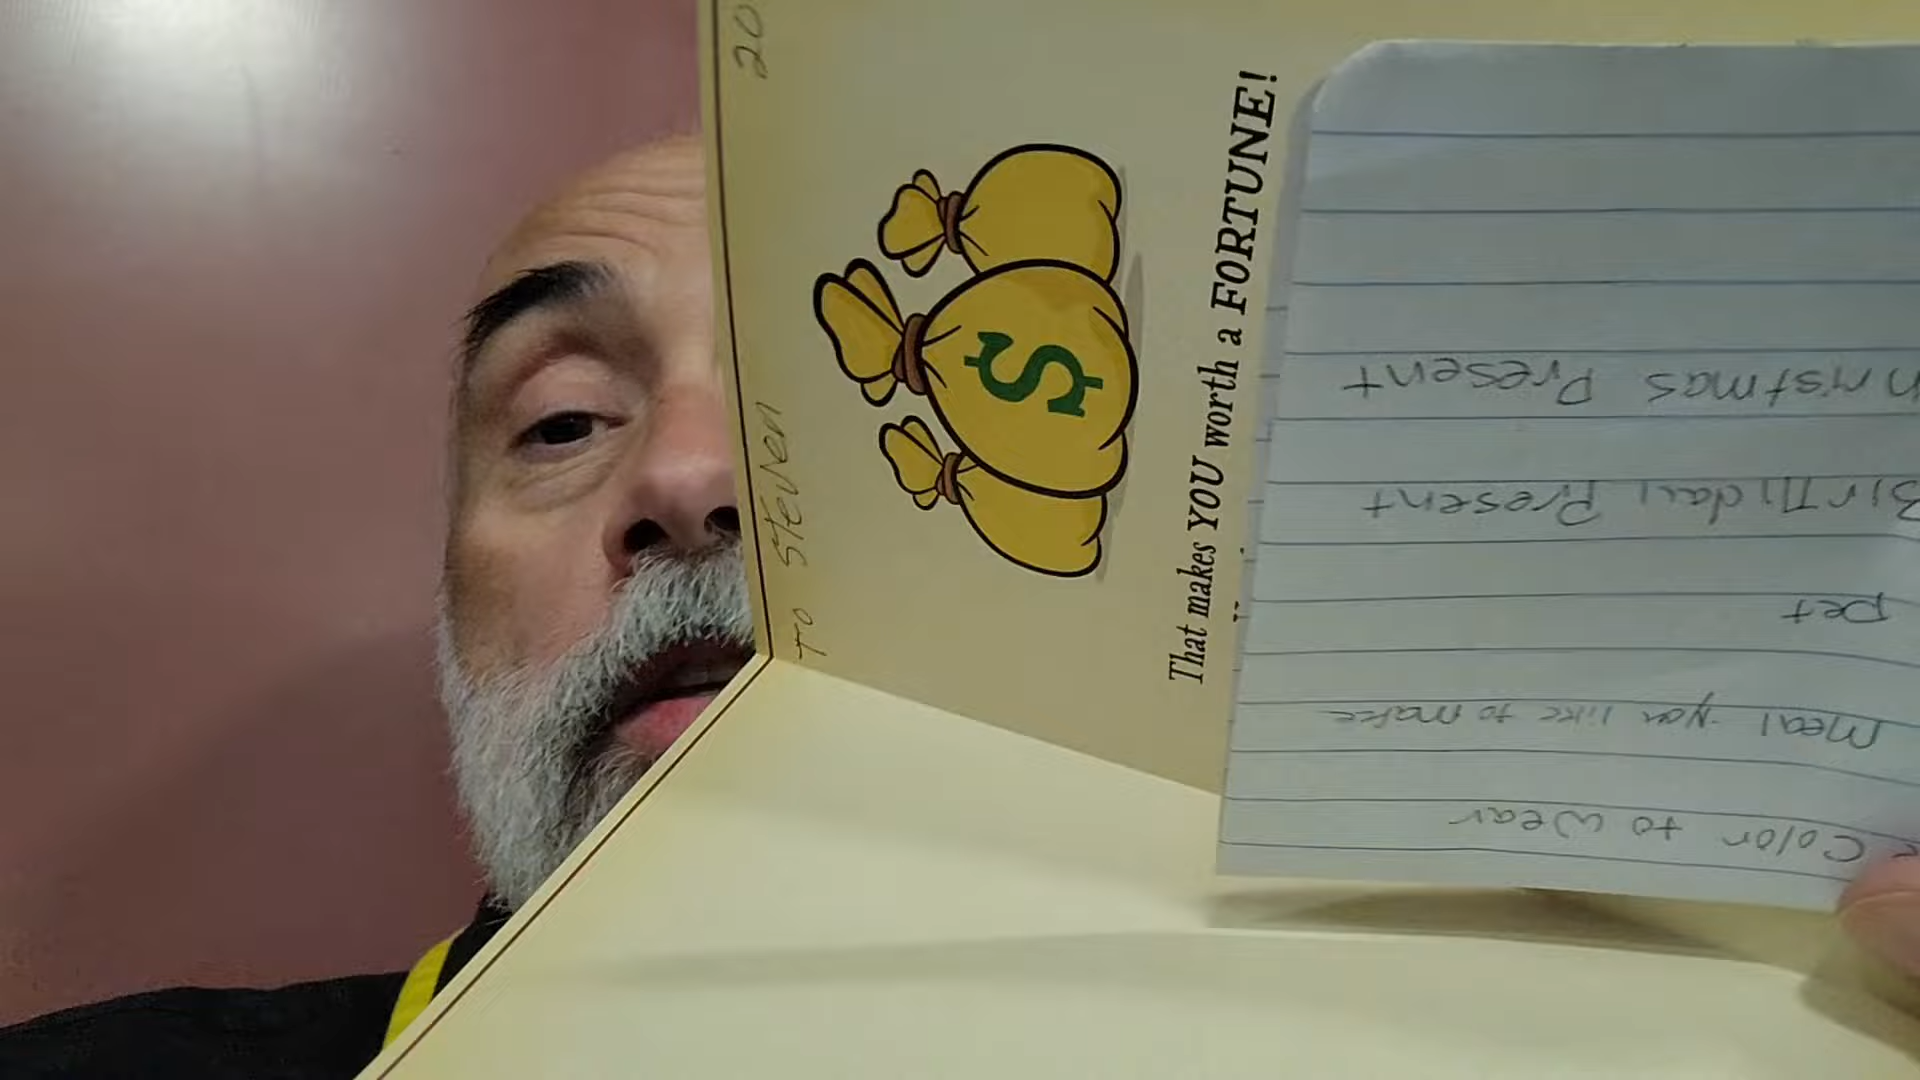 20
To Steven
That makes YOU worth a FORTUNE!
Color to wear
meal you like to make
Pet
BirThday Present
hristmas Present